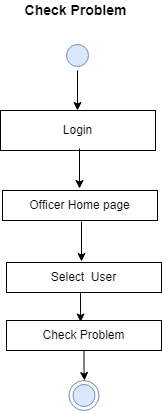 Check Problem
Login
Officer Home page
Select User
Check Problem